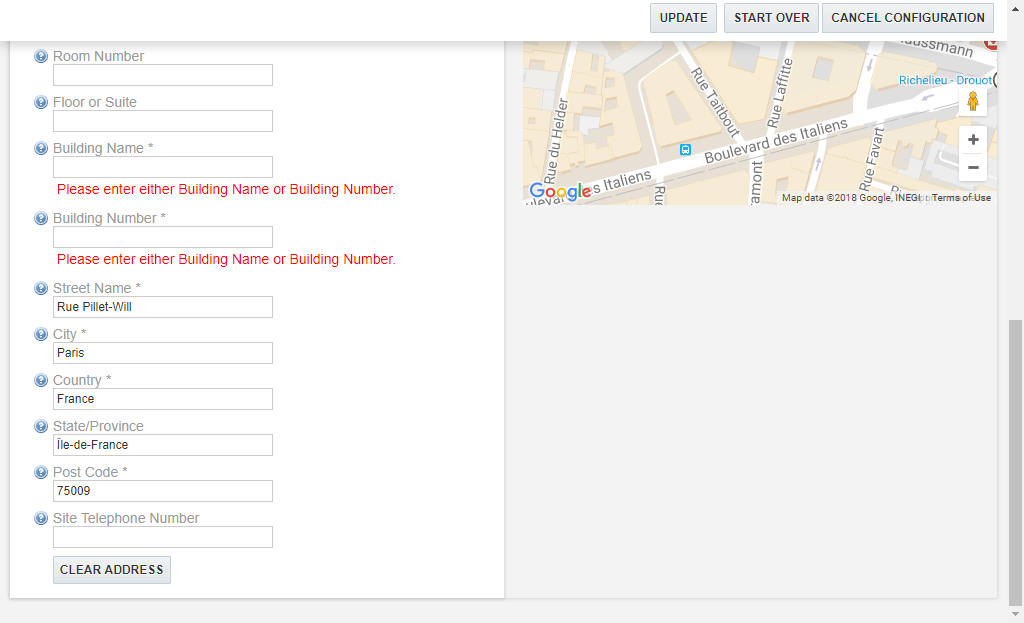 UPDATE
START OVER
CANCEL CONFIGURATION
Room Number
Floor or Suite
Building Name *
Please enter either Building Name or Building Number.
Building Number *
Please enter either Building Name or Building Number.
Street Name *
Rue Pillet-Will
City *
Paris
Country *
France
State/Province
Île-de-France
Post Code *
75009
Site Telephone Number
CLEAR ADDRESS
Richelieu - Drouot
Rue Taitbout
Rue Laffitte
Rue du Helder
Boulevard des Italiens
Rue Favart
Google
Map data ©2018 Google, INEGI
Terms of Use